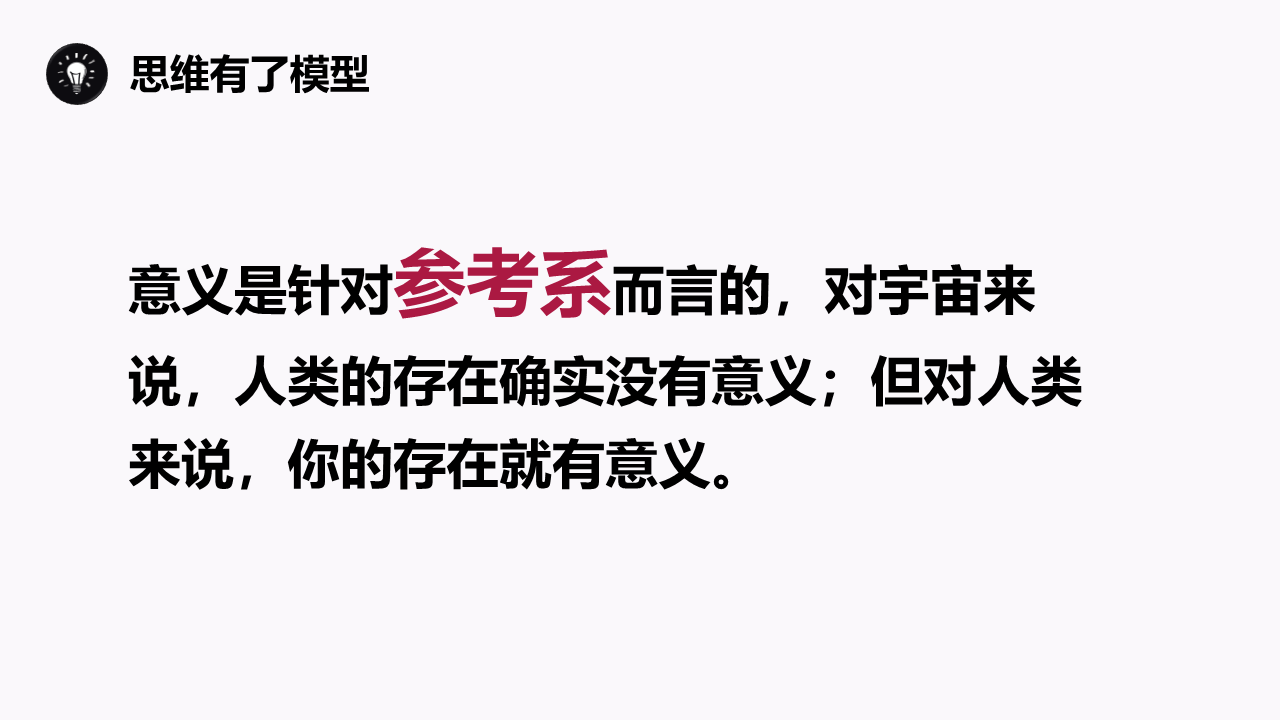 思维有了模型
意义是针对参考系而言的，对宇宙来
说，人类的存在确实没有意义；但对人类
来说，你的存在就有意义。